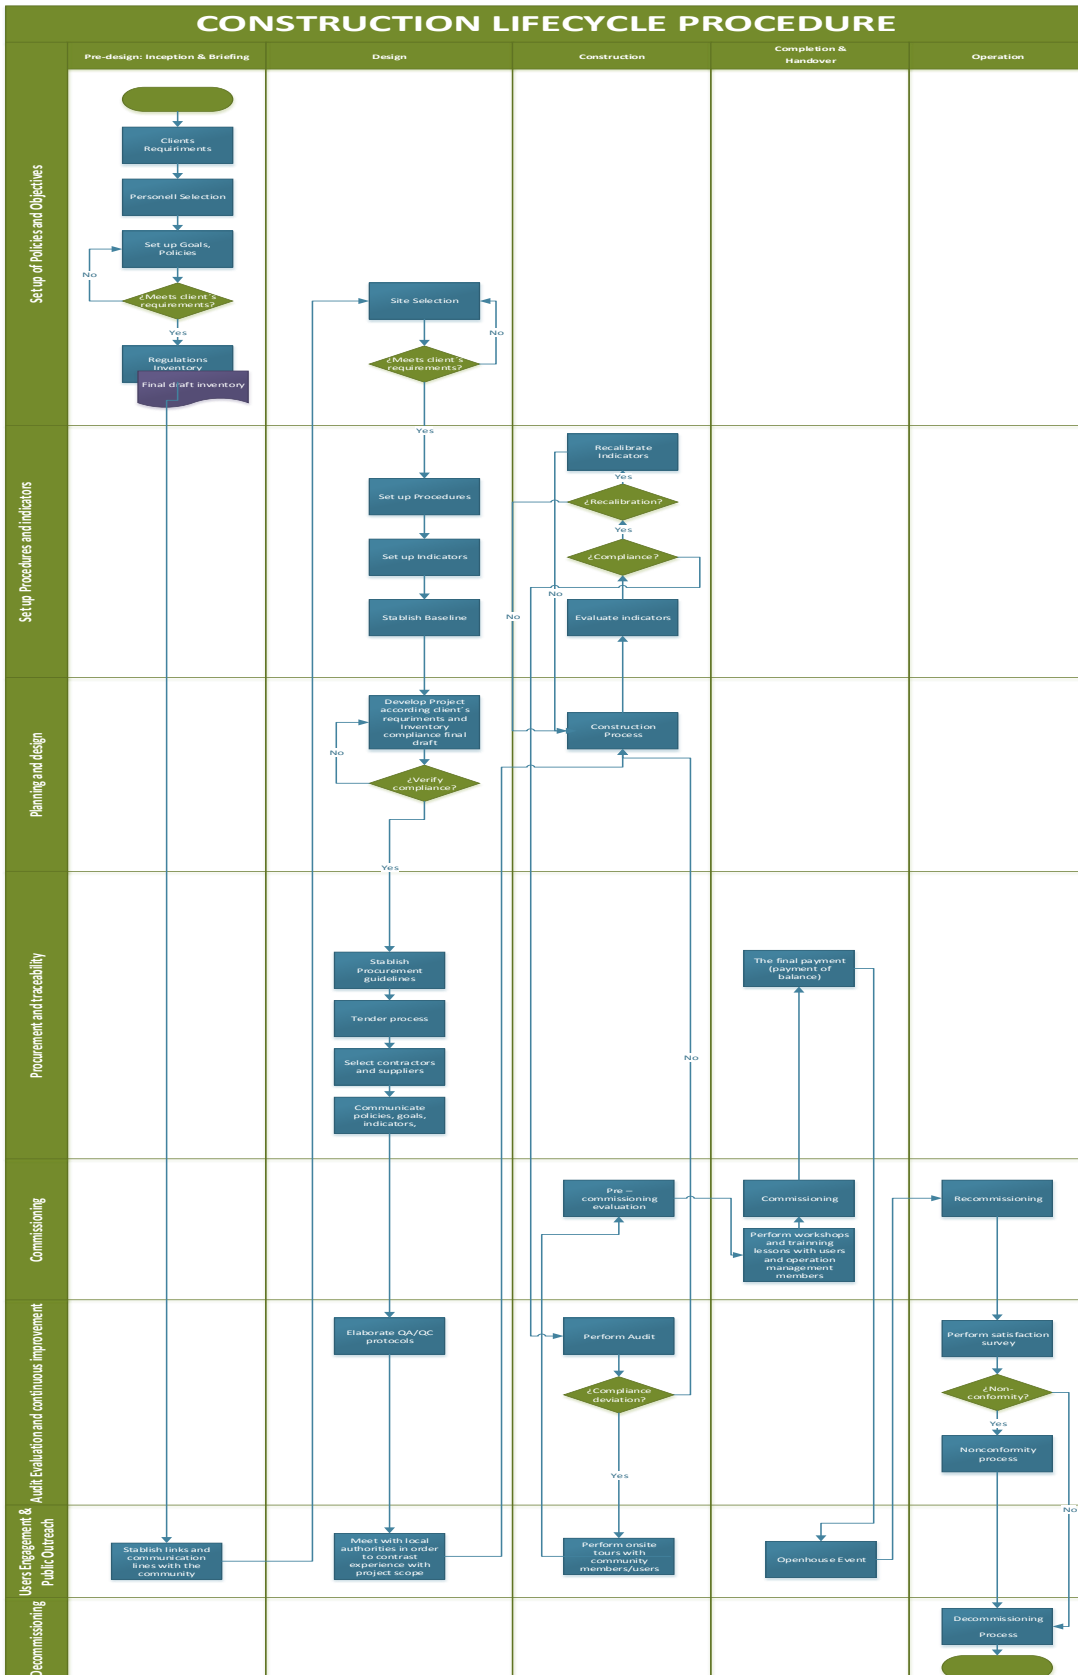 CONSTRUCTION LIFECYCLE PROCEDURE
Pre-design: Inception & Briefing
Design
Construction
Completion &
Handover
Operation
Setup of Policies and Objectives
Clients
Requiriments
Personell Selection
Set up Goals,
Policies
No
¿Meets client´s
requirements?
Yes
Regulations
Inventory
Final draft inventory
Site Selection
No
¿Meets client´s
requirements?
Yes
Setup Procedures and indicators
Set up Procedures
Set up Indicators
Stablish Baseline
Recalibrate
Indicators
Yes
¿Recalibration?
Yes
¿Compliance?
No
Evaluate indicators
No
Planning and design
Develop Project
according client´s
requriments and
Inventory
compliance final
draft
No
¿Verify
compliance?
Yes
Construction
Process
Procurement and traceability
Stablish
Procurement
guidelines
Tender process
Select contractors
and suppliers
Communicate
policies, goals,
indicators,
No
The final payment
(payment of
balance)
Commissioning
Pre –
commissioning
evaluation
Commissioning
Perform workshops
and trainning
lessons with users
and operation
management
members
Recommissioning
Audit Evaluation and continuous improvement
Elaborate QA/QC
protocols
Perform Audit
¿Compliance
deviation?
Yes
Perform satisfaction
survey
¿Non-
conformity?
Yes
Nonconformity
process
No
Users Engagement &
Public Outreach
Stablish links and
communication
lines with the
community
Meet with local
authorities in order
to contrast
experience with
project scope
Perform onsite
tours with
community
members/users
Openhouse Event
Decommissioning
Decommissioning
Process